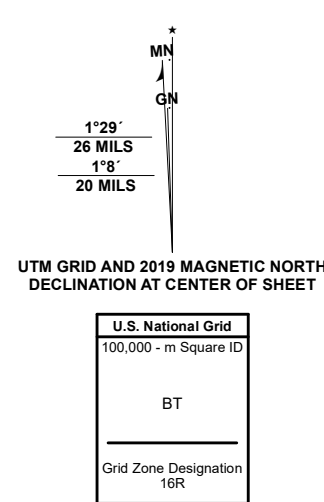 ★
MN
GN
1°29´
26 MILS
1°8´
20 MILS
UTM GRID AND 2019 MAGNETIC NORTH
DECLINATION AT CENTER OF SHEET
U.S. National Grid
100,000 - m Square ID
BT
Grid Zone Designation
16R